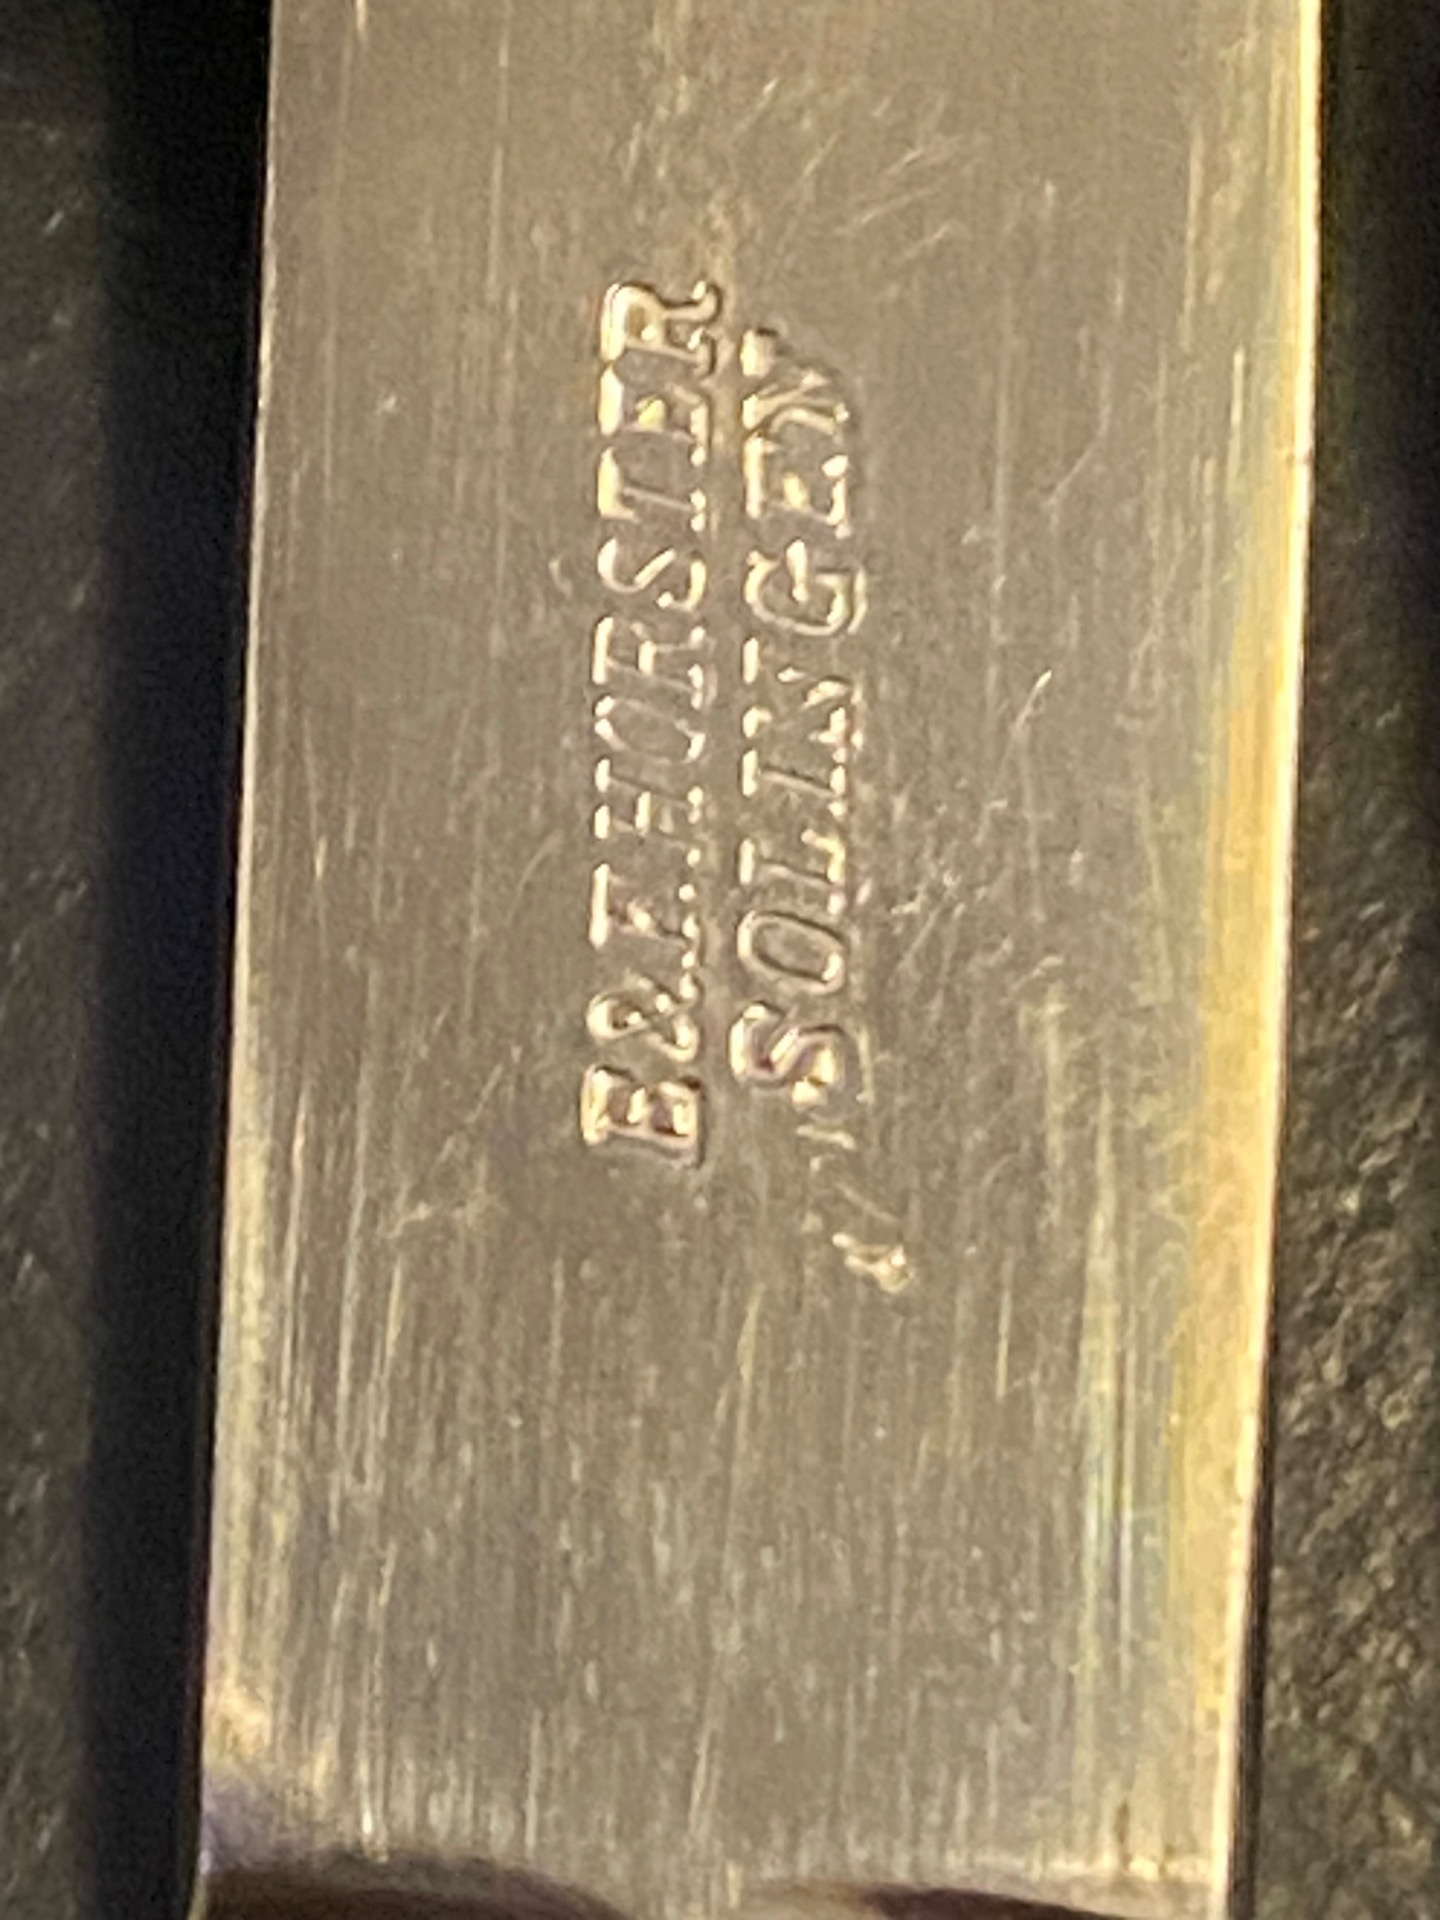 E. & F. HÖRSTER
SOLINGEN